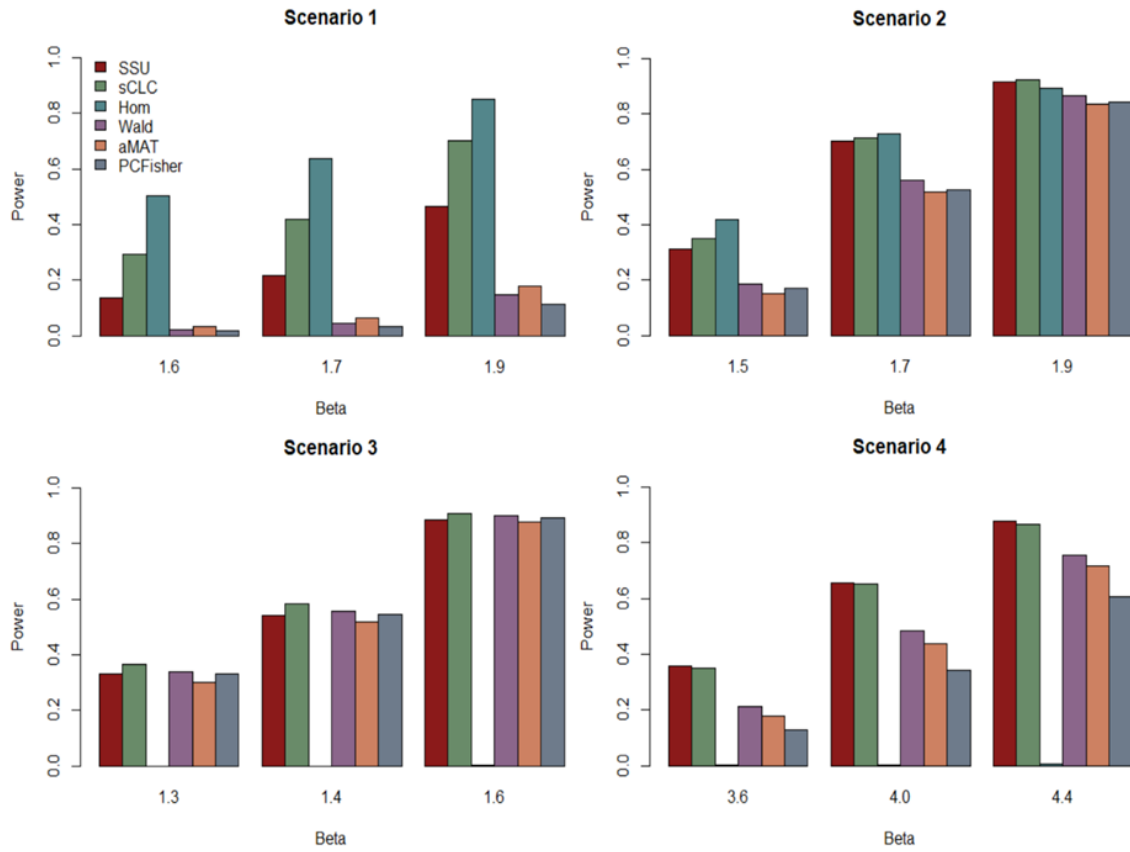 Scenario 1
SSU
sCLC
Hom
Wald
aMAT
PCFisher
Power
0.0 0.2 0.4 0.6 0.8 1.0
1.6 1.7 1.9
Beta
Scenario 2
Power
0.0 0.2 0.4 0.6 0.8 1.0
1.5 1.7 1.9
Beta
Scenario 3
Power
0.0 0.2 0.4 0.6 0.8 1.0
1.3 1.4 1.6
Beta
Scenario 4
Power
0.0 0.2 0.4 0.6 0.8 1.0
3.6 4.0 4.4
Beta